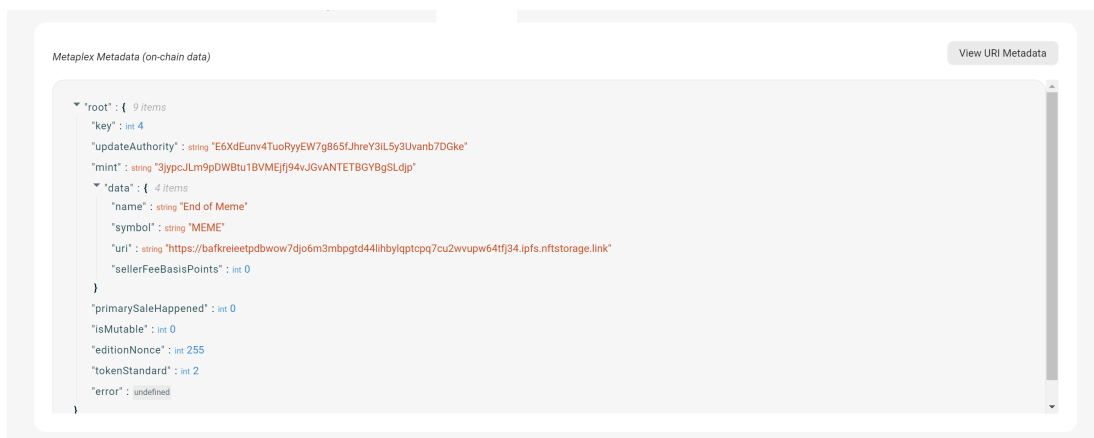 Metaplex Metadata (on-chain data)
View URI Metadata
"root" : { 9 items
"key" : int 4
"updateAuthority" : string "E6XdEunv4TuoRyyEW7g865fJhreY3iL5y3Uvanb7DGke"
"mint" : string "3jypcJLm9pDWBtu1BVMEjfj94vJGvANTETBGYBgSLdjp"
"data" : { 4 items
"name" : string "End of Meme"
"symbol" : string "MEME"
"uri" : string "https://bafkreieetpdbwow7djo6m3mbpgtd44lihbylqptcpq7cu2wvupw64tfj34.ipfs.nftstorage.link"
"sellerFeeBasisPoints" : int 0
}
"primarySaleHappened" : int 0
"isMutable" : int 0
"editionNonce" : int 255
"tokenStandard" : int 2
"error" : undefined
}